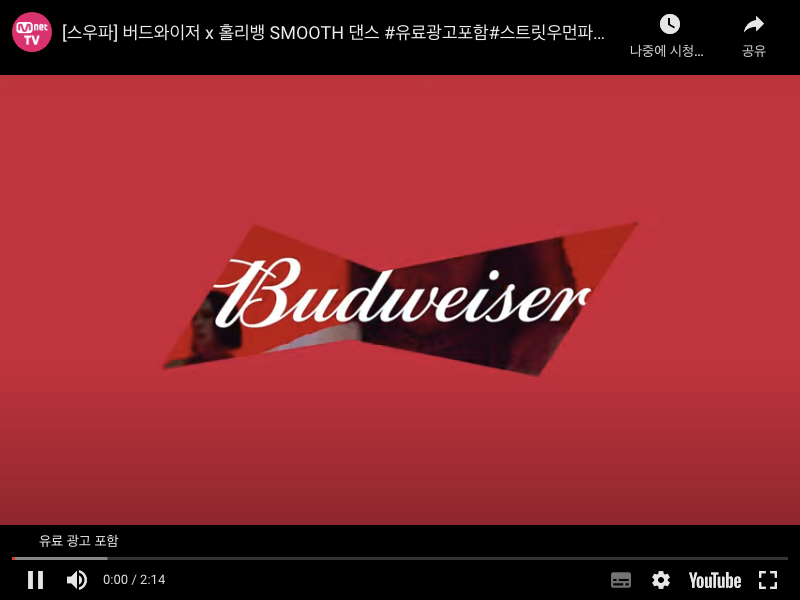 Mnet
TV
[스우파] 버드와이저 x 홀리뱅 SMOOTH 댄스 #유료광고포함#스트릿우먼파...
나중에 시청...
공유
Budweiser
유료 광고 포함
0:00 / 2:14
YouTube